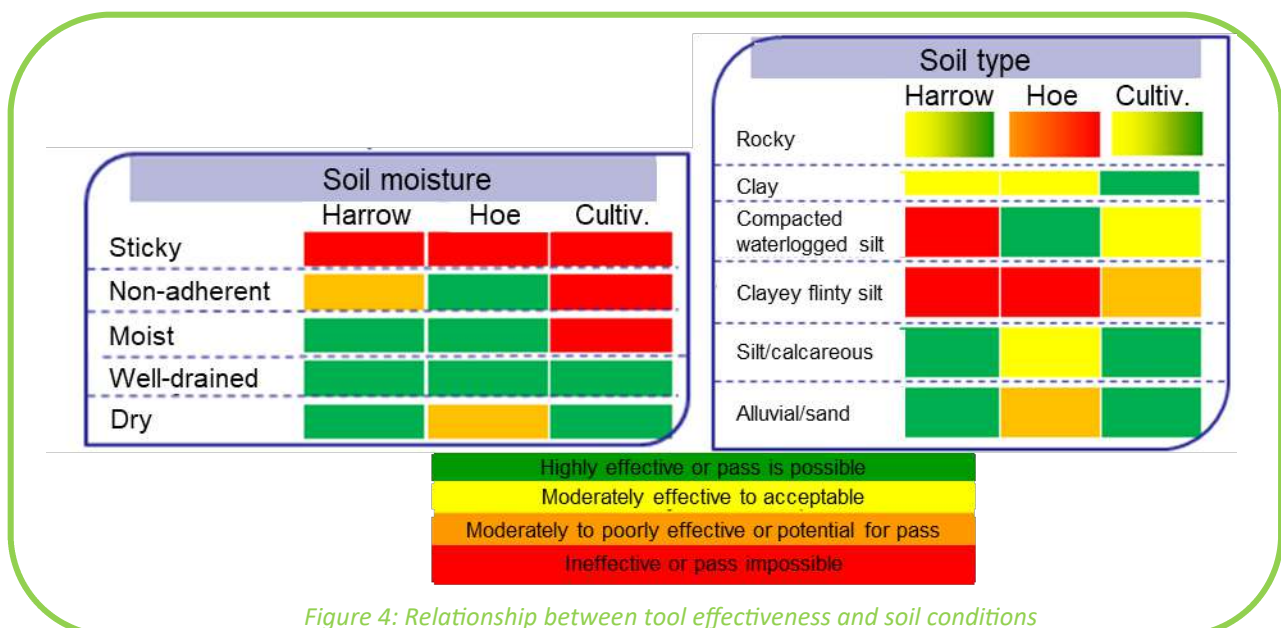 Soil moisture
Harrow Hoe Cultiv.
Sticky
Non-adherent
Moist
Well-drained
Dry
Soil type
Harrow Hoe Cultiv.
Rocky
Clay
Compacted
waterlogged silt
Clayey flinty silt
Silt/calcareous
Alluvial/sand
Highly effective or pass is possible
Moderately effective to acceptable
Moderately to poorly effective or potential for pass
Ineffective or pass impossible
Figure 4: Relationship between tool effectiveness and soil conditions